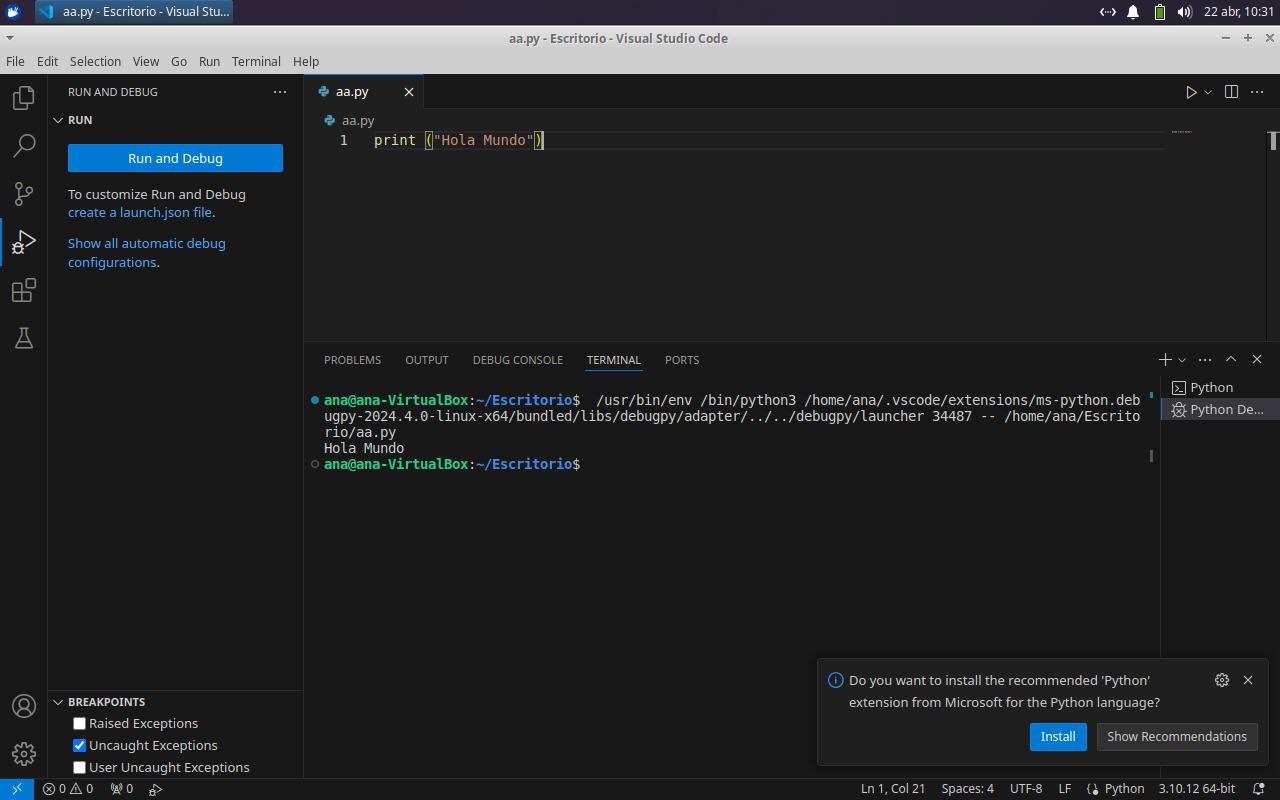 aa.py - Escritorio - Visual Stu...
22 abr, 10:31
aa.py - Escritorio - Visual Studio Code
File Edit Selection View Go Run Terminal Help
RUN AND DEBUG
RUN
Run and Debug
To customize Run and Debug
create a launch.json file.
Show all automatic debug
configurations.
BREAKPOINTS
Raised Exceptions
Uncaught Exceptions
User Uncaught Exceptions
aa.py
aa.py
1 print ("Hola Mundo")
PROBLEMS OUTPUT DEBUG CONSOLE TERMINAL PORTS
ana@ana-VirtualBox:~/Escritorio$  /usr/bin/env /bin/python3 /home/ana/.vscode/extensions/ms-python.deb
ugpy-2024.4.0-linux-x64/bundled/libs/debugpy/adapter/../../debugpy/launcher 34487 -- /home/ana/Escrito
rio/aa.py
Hola Mundo
ana@ana-VirtualBox:~/Escritorio$
Python
Python De...
Do you want to install the recommended 'Python'
extension from Microsoft for the Python language?
Install
Show Recommendations
0 0 0
Ln 1, Col 21 Spaces: 4 UTF-8 LF Python 3.10.12 64-bit